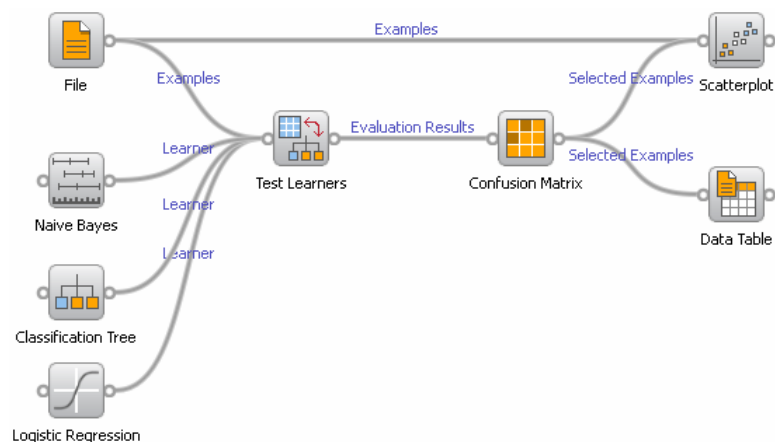 Examples
File
Examples
Selected Examples
Scatterplot
Learner
Test Learners
Evaluation Results
Confusion Matrix
Selected Examples
Data Table
Naive Bayes
Learner
Learner
Classification Tree
Logistic Regression